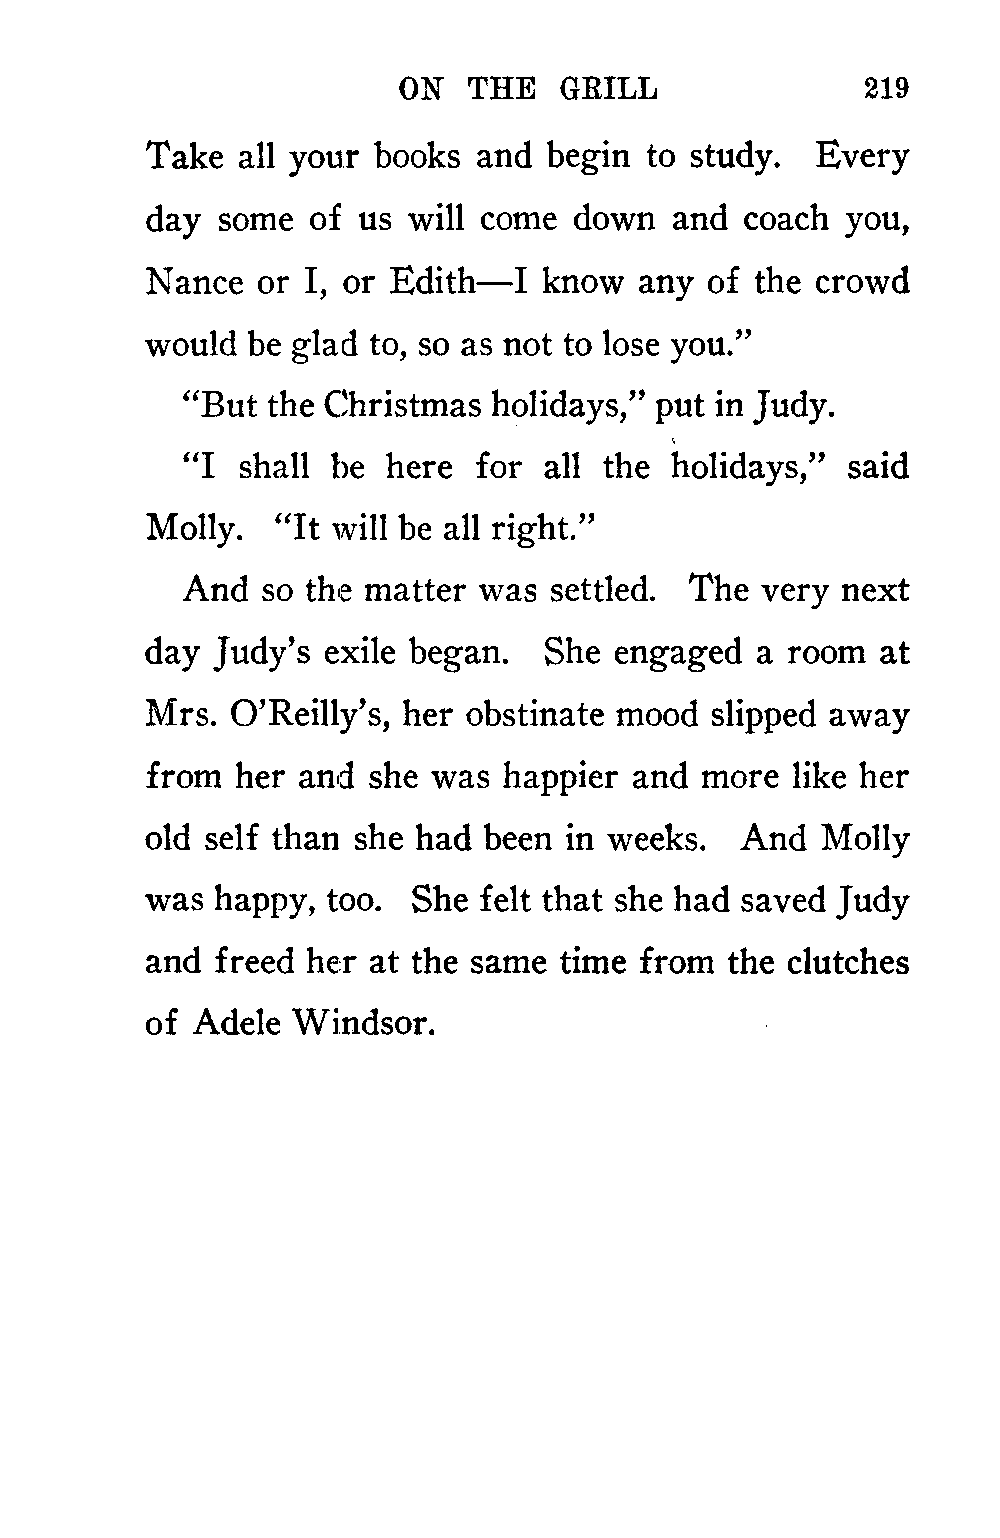 ON THE GRILL 219
Take all your books and begin to study. Every
day some of us will come down and coach you,
Nance or I, or Edith—I know any of the crowd
would be glad to, so as not to lose you.”
“But the Christmas holidays,” put in Judy.
“I shall be here for all the holidays,” said
Molly. “It will be all right.”
And so the matter was settled. The very next
day Judy’s exile began. She engaged a room at
Mrs. O’Reilly’s, her obstinate mood slipped away
from her and she was happier and more like her
old self than she had been in weeks. And Molly
was happy, too. She felt that she had saved Judy
and freed her at the same time from the clutches
of Adele Windsor.